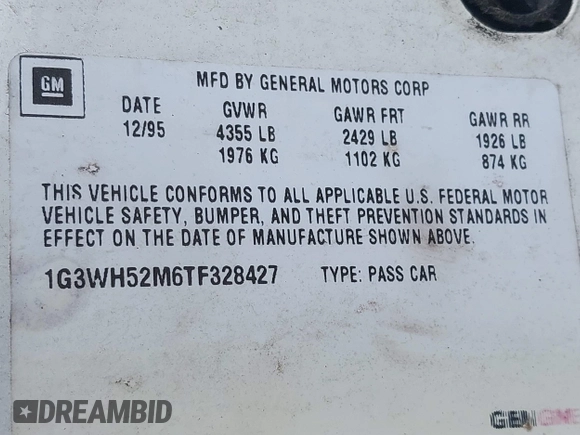 GM
MFD BY GENERAL MOTORS CORP
DATE GVWR GAWR FRT GAWR RR
12/95 4355 LB 2429 LB 1926 LB
1976 KG 1102 KG 874 KG
THIS VEHICLE CONFORMS TO ALL APPLICABLE U.S. FEDERAL MOTOR
VEHICLE SAFETY, BUMPER, AND THEFT PREVENTION STANDARDS IN
EFFECT ON THE DATE OF MANUFACTURE SHOWN ABOVE.
1G3WH52M6TF328427 TYPE: PASS CAR
DREAMBID